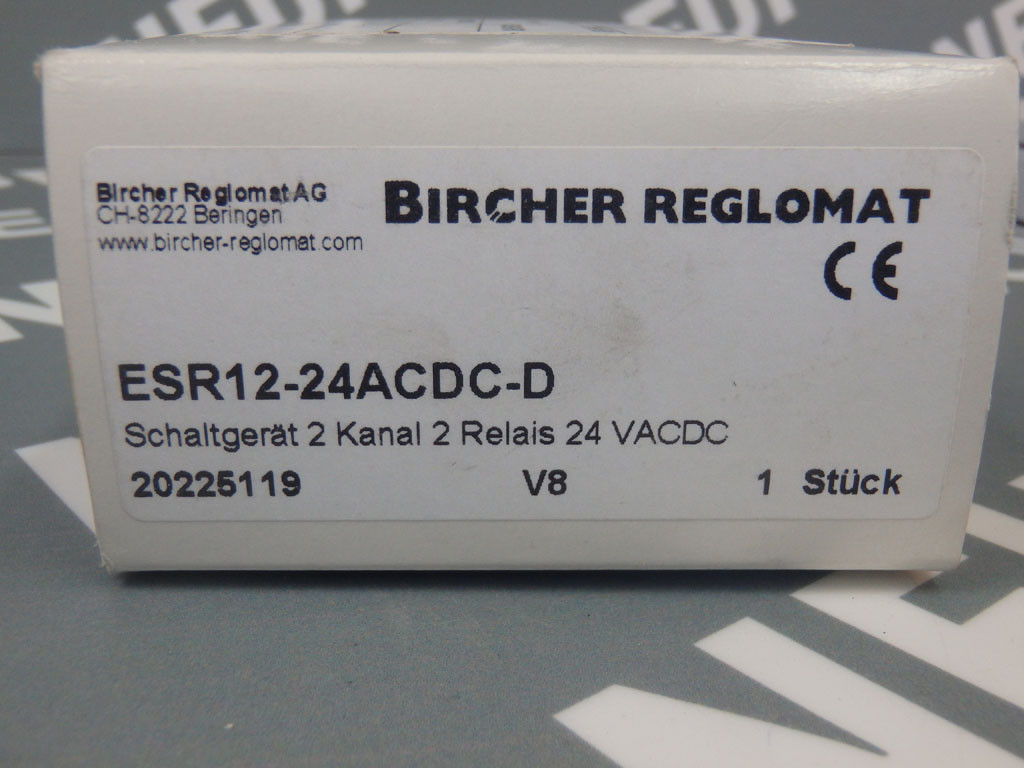 Bircher Reglomat AG
CH-8222 Beringen
www.bircher-reglomat.com
BIRCHER REGLOMAT
CE
ESR12-24ACDC-D
Schaltgerät 2 Kanal 2 Relais 24 VACDC
20225119 V8 1 Stück